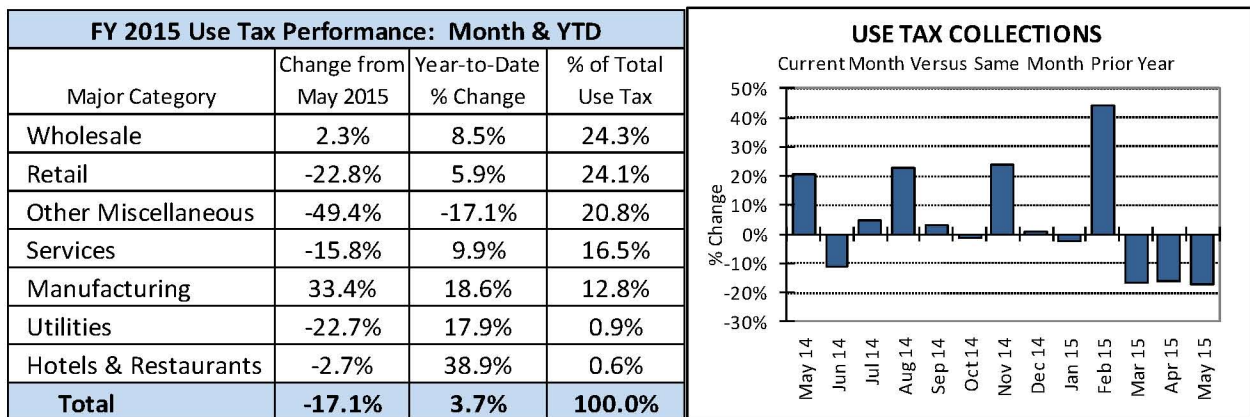 FY 2015 Use Tax Performance: Month & YTD
Major Category Change from May 2015 Year-to-Date % Change % of Total Use Tax
Wholesale 2.3% 8.5% 24.3%
Retail -22.8% 5.9% 24.1%
Other Miscellaneous -49.4% -17.1% 20.8%
Services -15.8% 9.9% 16.5%
Manufacturing 33.4% 18.6% 12.8%
Utilities -22.7% 17.9% 0.9%
Hotels & Restaurants -2.7% 38.9% 0.6%
Total -17.1% 3.7% 100.0%
USE TAX COLLECTIONS
Current Month Versus Same Month Prior Year
% Change
50%
40%
30%
20%
10%
0%
-10%
-20%
-30%
May 14
Jun 14
Jul 14
Aug 14
Sep 14
Oct 14
Nov 14
Dec 14
Jan 15
Feb 15
Mar 15
Apr 15
May 15